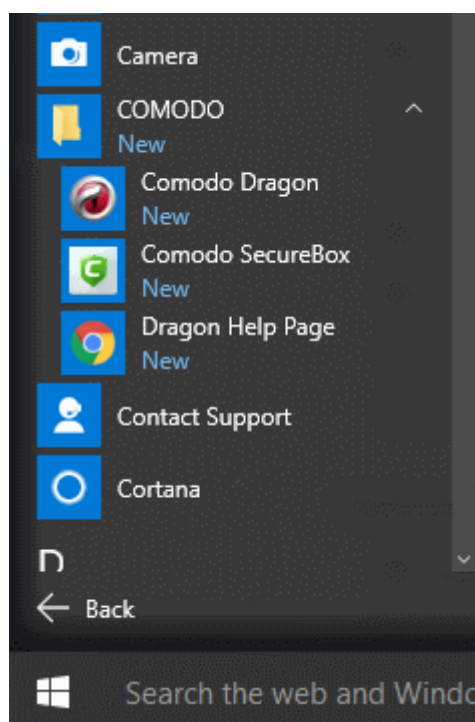 Camera
COMODO
New
Comodo Dragon
New
Comodo SecureBox
New
Dragon Help Page
New
Contact Support
Cortana
Back
Search the web and Windo